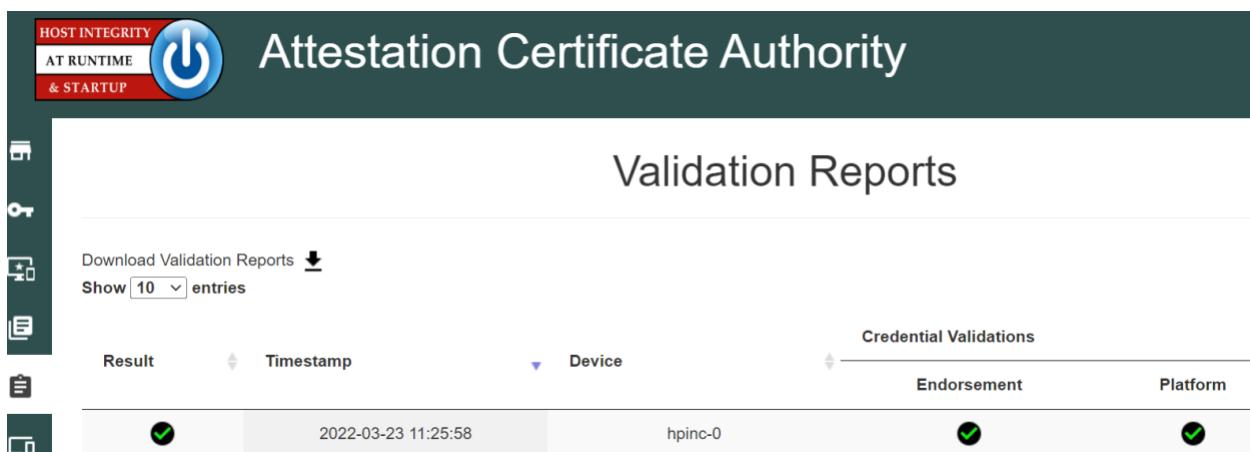 HOST INTEGRITY
AT RUNTIME
& STARTUP
Attestation Certificate Authority
Validation Reports
Download Validation Reports
Show 10 entries
Credential Validations
Result Timestamp Device
Endorsement Platform
2022-03-23 11:25:58 hpinc-0